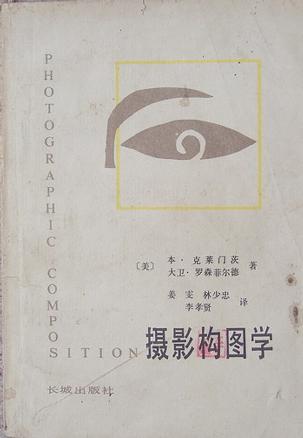 PHOTOGRAPHIC COMPOSITION
〔美〕
本·克莱门茨
大卫·罗森菲尔德
著
姜雯 林少忠
李孝贤
译
摄影构图学
长城出版社